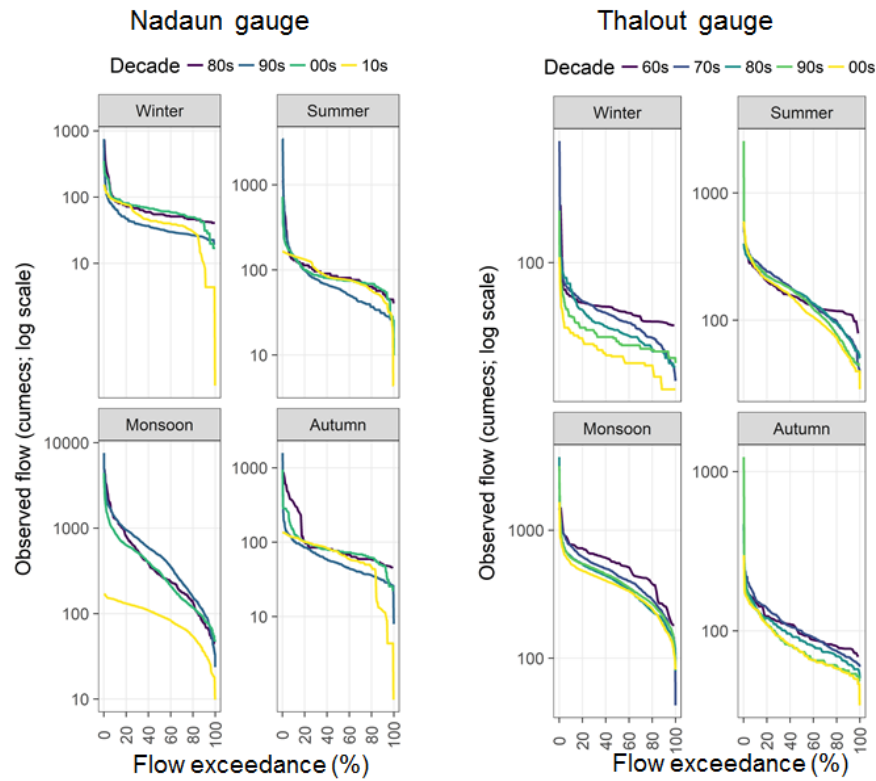 Nadaun gauge
Decade 80s 90s 00s 10s
Winter Summer
1000
100
10
1000
100
10
Monsoon Autumn
10000
1000
100
10
1000
100
10
0 20 40 60 80 100
0 20 40 60 80 100
Observed flow (cumecs; log scale)
Flow exceedance (%)
Thalout gauge
Decade 60s 70s 80s 90s 00s
Winter Summer
100
1000
100
Monsoon Autumn
1000
100
1000
100
0 20 40 60 80 100
0 20 40 60 80 100
Observed flow (cumecs; log scale)
Flow exceedance (%)